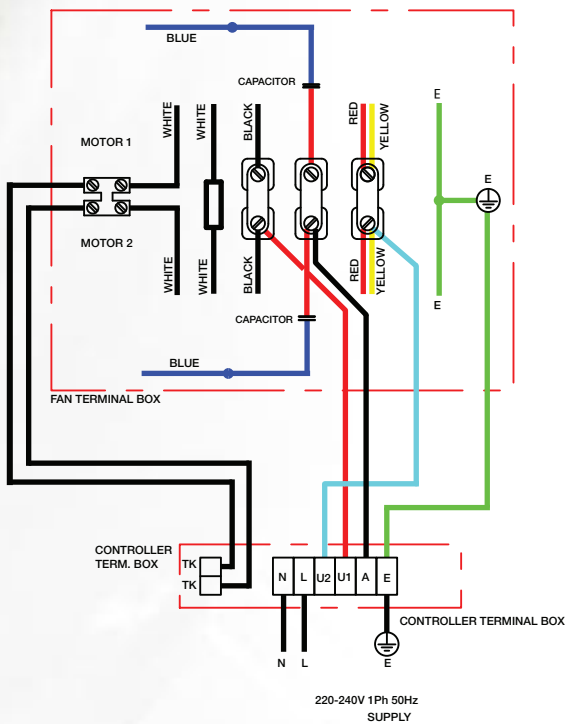 BLUE
CAPACITOR
WHITE
WHITE
BLACK
RED
YELLOW
E
MOTOR 1
E
MOTOR 2
WHITE
WHITE
BLACK
RED
YELLOW
E
CAPACITOR
BLUE
FAN TERMINAL BOX
CONTROLLER
TERM. BOX
TK
TK
N L U2 U1 A E
CONTROLLER TERMINAL BOX
N L E
220-240V 1Ph 50Hz
SUPPLY